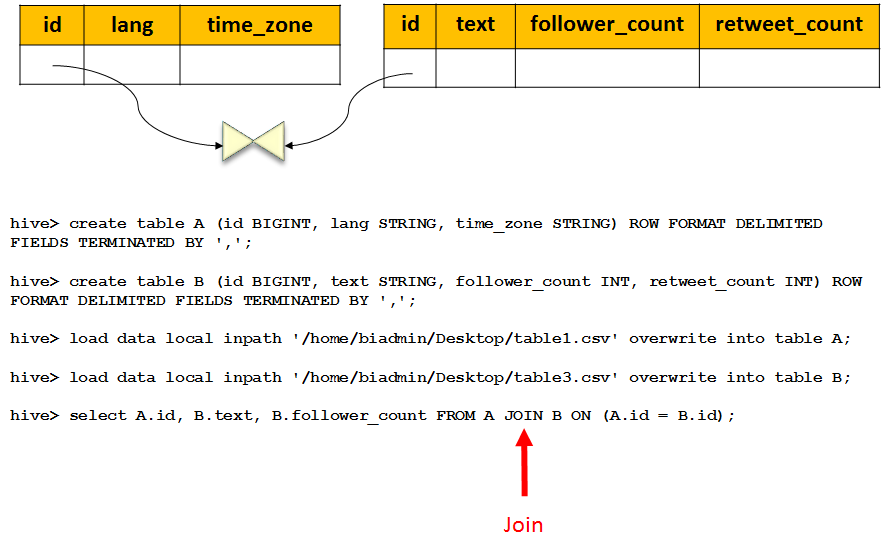 id lang time_zone
id text follower_count retweet_count
hive> create table A (id BIGINT, lang STRING, time_zone STRING) ROW FORMAT DELIMITED
FIELDS TERMINATED BY ',';
hive> create table B (id BIGINT, text STRING, follower_count INT, retweet_count INT) ROW
FORMAT DELIMITED FIELDS TERMINATED BY ',';
hive> load data local inpath '/home/biadmin/Desktop/table1.csv' overwrite into table A;
hive> load data local inpath '/home/biadmin/Desktop/table3.csv' overwrite into table B;
hive> select A.id, B.text, B.follower_count FROM A JOIN B ON (A.id = B.id);
Join